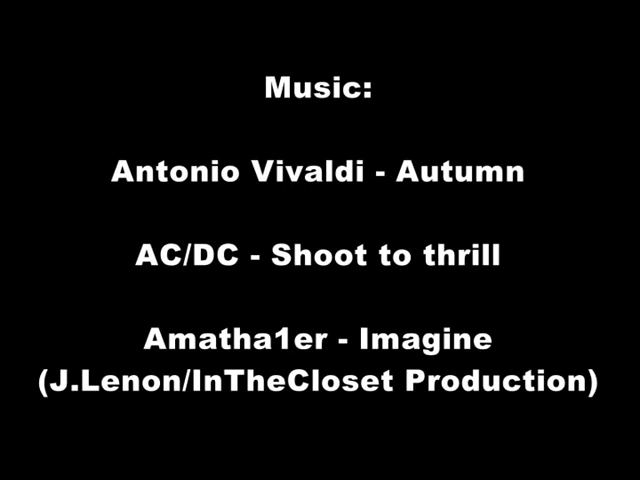 Music:
Antonio Vivaldi - Autumn
AC/DC - Shoot to thrill
Amatha1er - Imagine
(J.Lenon/InTheCloset Production)